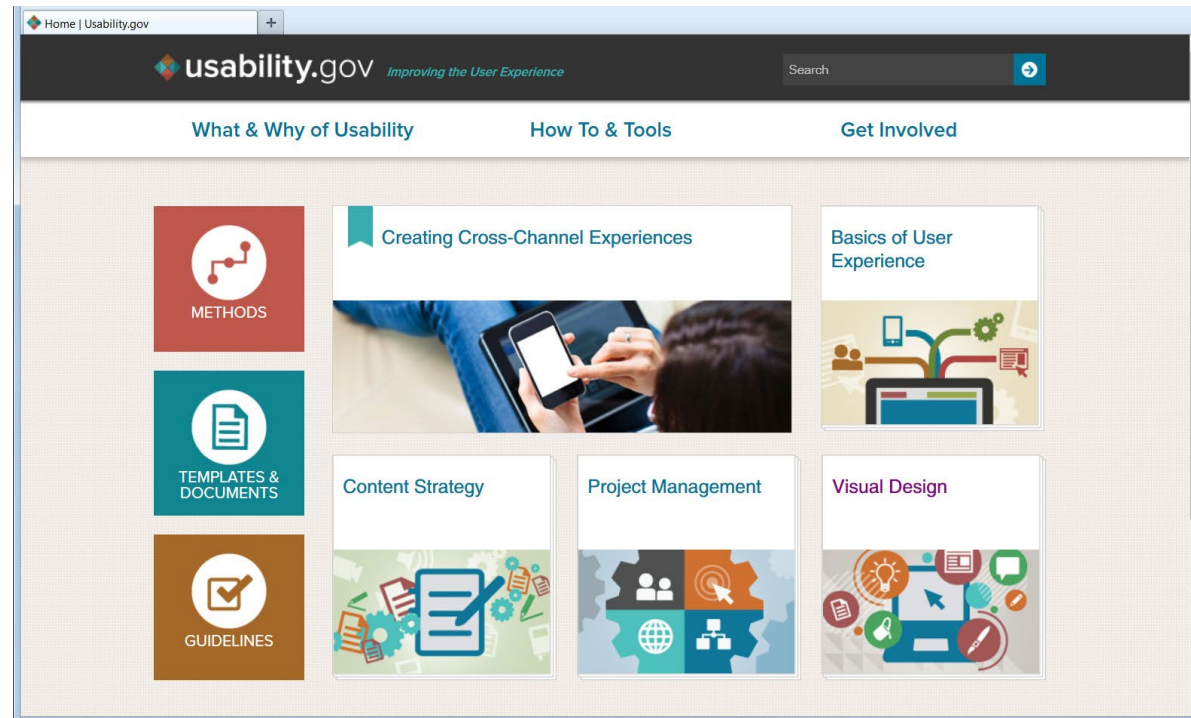 Home | Usability.gov
+
usability.gov Improving the User Experience
Search
What & Why of Usability
How To & Tools
Get Involved
METHODS
Creating Cross-Channel Experiences
Basics of User
Experience
TEMPLATES &
DOCUMENTS
Content Strategy
Project Management
Visual Design
GUIDELINES